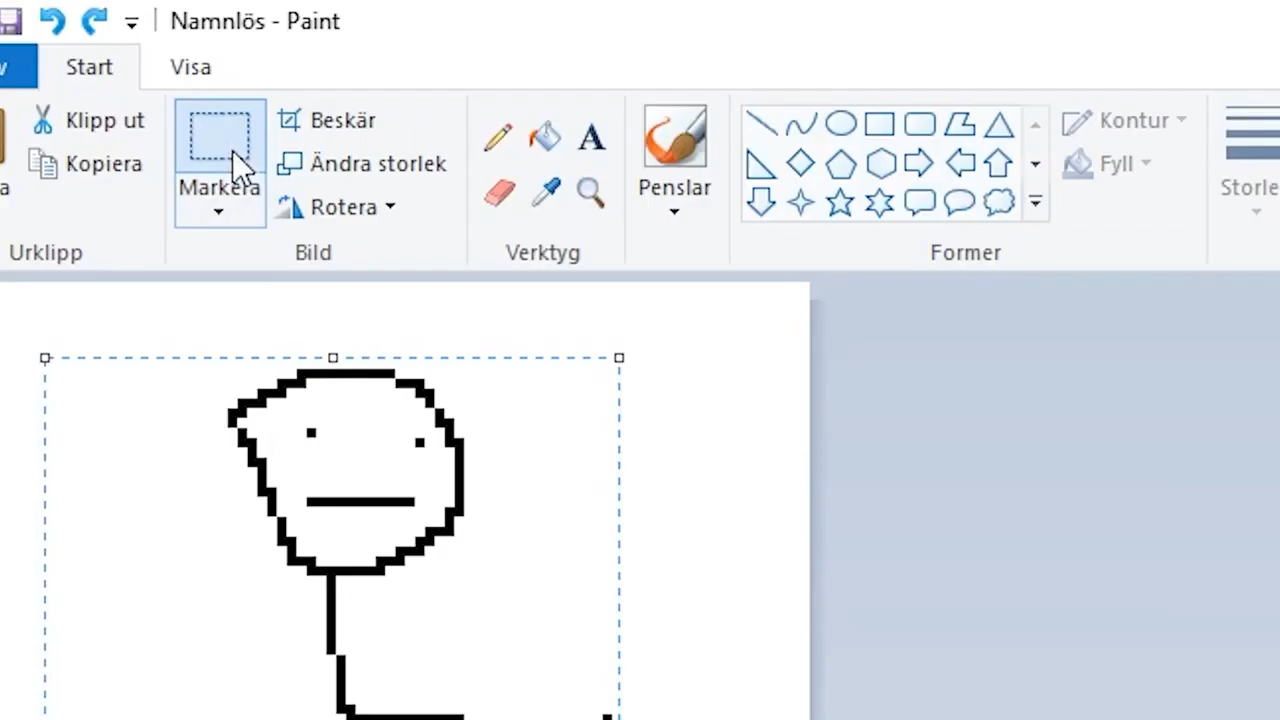 Namnlös - Paint
Start
Visa
Klipp ut
Kopiera
Urklipp
Markera
Beskär
Ändra storlek
Rotera
Bild
A
Verktyg
Penslar
Former
Kontur
Fyll
Storle